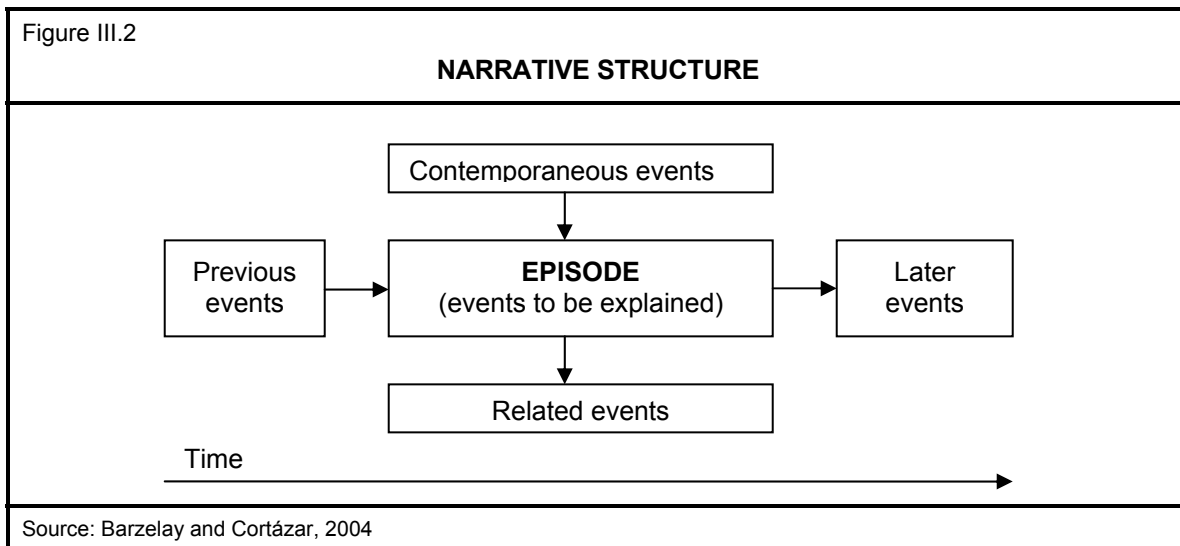 Figure III.2
NARRATIVE STRUCTURE
Contemporaneous events
Previous
events
EPISODE
(events to be explained)
Later
events
Related events
Time
Source: Barzelay and Cortázar, 2004